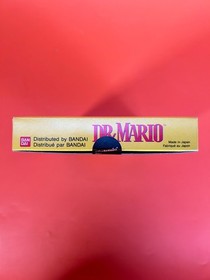 BAN
DAI
Distributed by BANDAI
Distribué par BANDAI
DR. MARIO
Made in Japan
Fabriqué au Japon